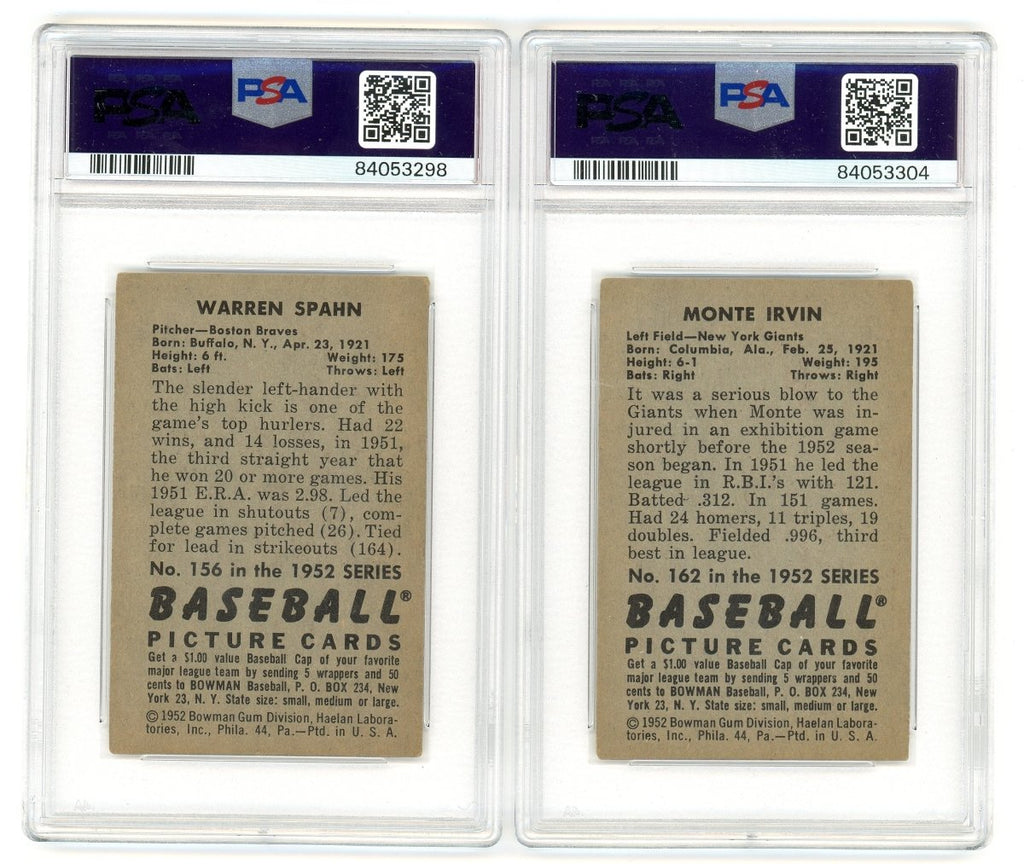 PSA
PSA
84053298
WARREN SPAHN
Pitcher—Boston Braves
Born: Buffalo, N. Y., Apr. 23, 1921
Height: 6 ft. Weight: 175
Bats: Left Throws: Left
The slender left-hander with
the high kick is one of the
game's top hurlers. Had 22
wins, and 14 losses, in 1951,
the third straight year that
he won 20 or more games. His
1951 E.R.A. was 2.98. Led the
league in shutouts (7), com-
plete games pitched (26). Tied
for lead in strikeouts (164).
No. 156 in the 1952 SERIES
BASEBALL®
PICTURE CARDS
Get a $1.00 value Baseball Cap of your favorite
major league team by sending 5 wrappers and 50
cents to BOWMAN Baseball, P. O. BOX 234, New
York 23, N. Y. State size: small, medium or large.
© 1952 Bowman Gum Division, Haelan Labora-
tories, Inc., Phila. 44, Pa.—Ptd. in U. S. A.
PSA
PSA
84053304
MONTE IRVIN
Left Field—New York Giants
Born: Columbia, Ala., Feb. 25, 1921
Height: 6-1 Weight: 195
Bats: Right Throws: Right
It was a serious blow to the
Giants when Monte was in-
jured in an exhibition game
shortly before the 1952 sea-
son began. In 1951 he led the
league in R.B.I.'s with 121.
Batted .312. In 151 games.
Had 24 homers, 11 triples, 19
doubles. Fielded .996, third
best in league.
No. 162 in the 1952 SERIES
BASEBALL®
PICTURE CARDS
Get a $1.00 value Baseball Cap of your favorite
major league team by sending 5 wrappers and 50
cents to BOWMAN Baseball, P. O. BOX 234, New
York 23, N. Y. State size: small, medium or large.
© 1952 Bowman Gum Division, Haelan Labora-
tories, Inc., Phila. 44, Pa.—Ptd. in U. S. A.